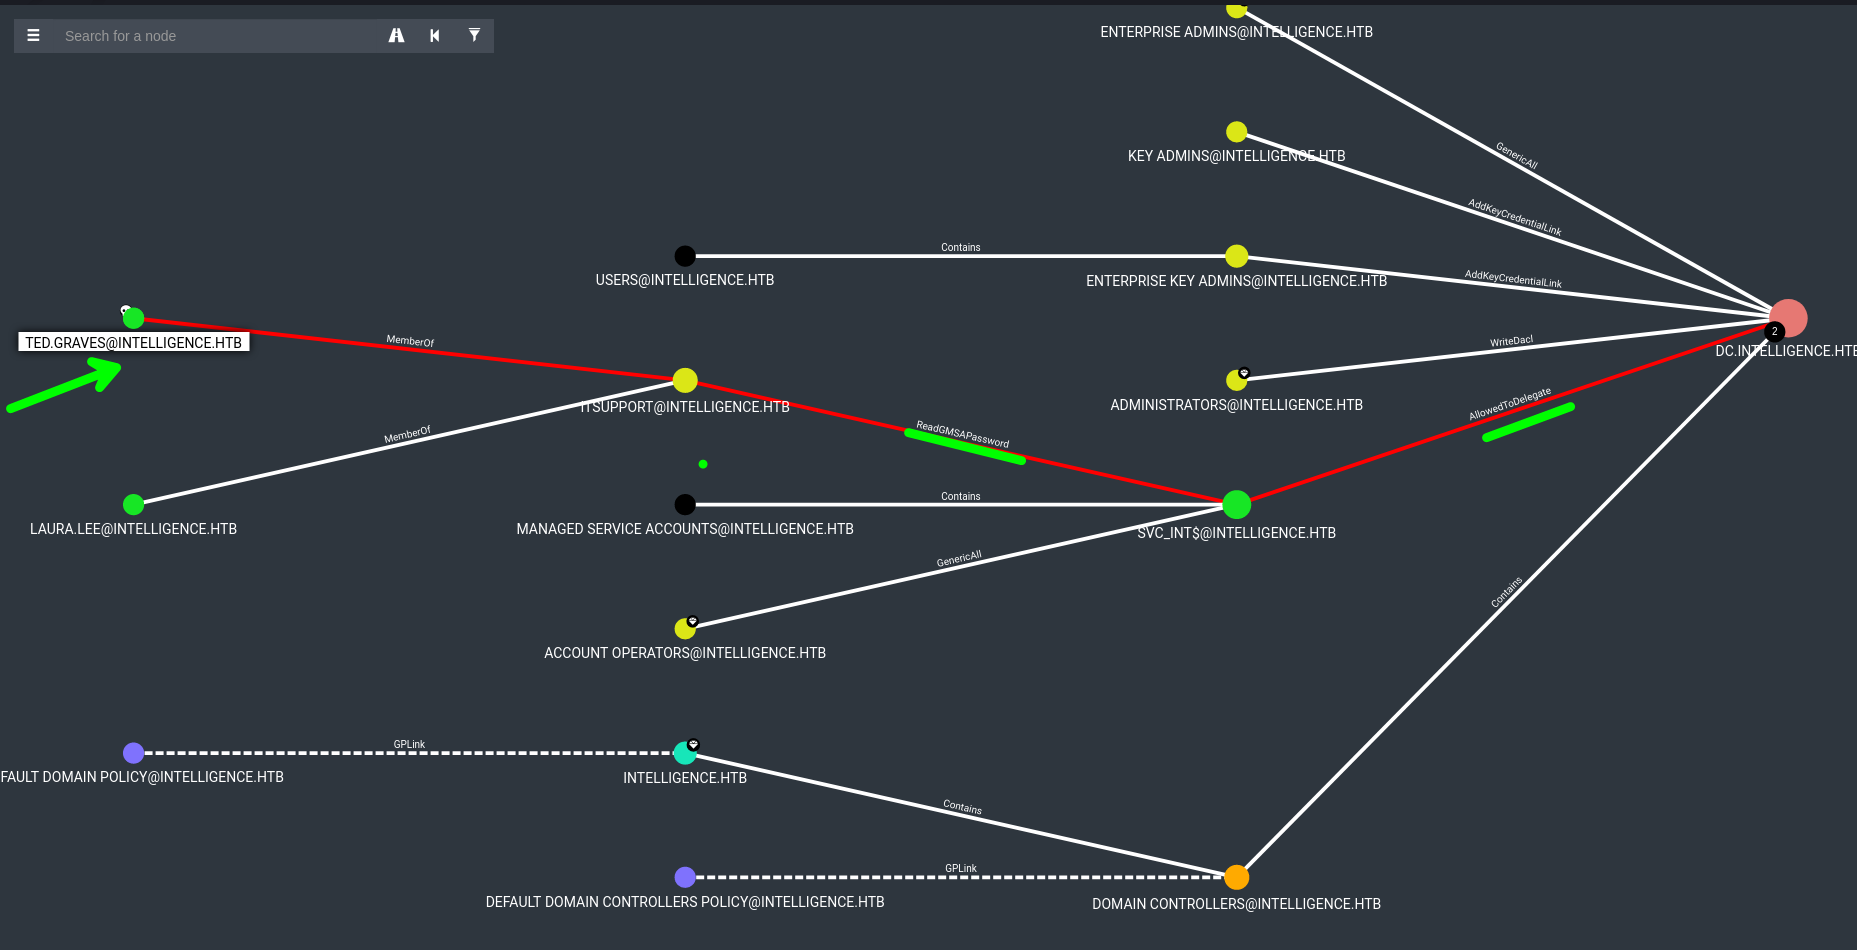 Search for a node
ENTERPRISE ADMINS@INTELLIGENCE.HTB
GenericAll
KEY ADMINS@INTELLIGENCE.HTB
AddKeyCredentialLink
Contains
USERS@INTELLIGENCE.HTB
ENTERPRISE KEY ADMINS@INTELLIGENCE.HTB
AddKeyCredentialLink
TED.GRAVES@INTELLIGENCE.HTB
MemberOf
WriteDacl
2
DC.INTELLIGENCE.HTB
ITSUPPORT@INTELLIGENCE.HTB
ADMINISTRATORS@INTELLIGENCE.HTB
AllowedToDelegate
MemberOf
ReadGMSAPassword
LAURA.LEE@INTELLIGENCE.HTB
Contains
MANAGED SERVICE ACCOUNTS@INTELLIGENCE.HTB
SVC_INT$@INTELLIGENCE.HTB
GenericAll
Contains
ACCOUNT OPERATORS@INTELLIGENCE.HTB
GPLink
FAULT DOMAIN POLICY@INTELLIGENCE.HTB
INTELLIGENCE.HTB
Contains
GPLink
DEFAULT DOMAIN CONTROLLERS POLICY@INTELLIGENCE.HTB
DOMAIN CONTROLLERS@INTELLIGENCE.HTB